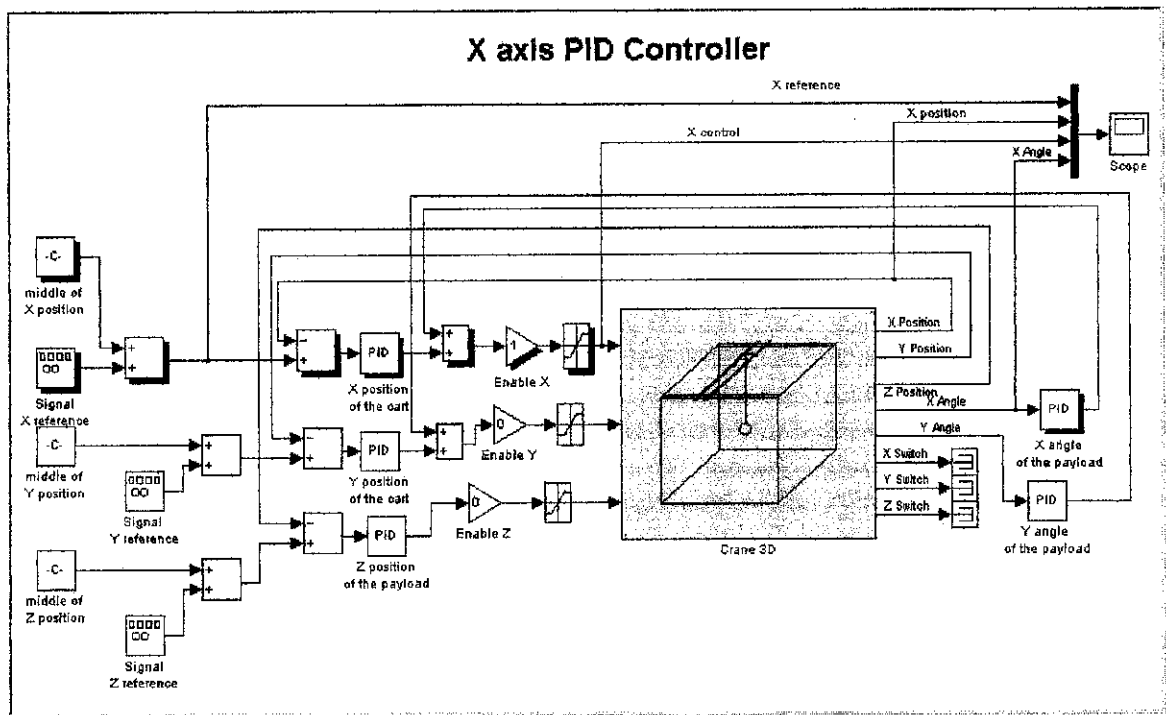 X axis PID Controller
X reference
X position
X control
X Angle
Scope
-C-
middle of
X position
Signal
X reference
PID
X position
of the cart
1
Enable X
X Position
Y Position
Z Position
X Angle
Y Angle
X Switch
Y Switch
Z Switch
Crane 3D
PID
X angle
of the payload
PID
Y angle
of the payload
-C-
middle of
Y position
Signal
Y reference
PID
Y position
of the cart
0
Enable Y
-C-
middle of
Z position
Signal
Z reference
PID
Z position
of the payload
0
Enable Z